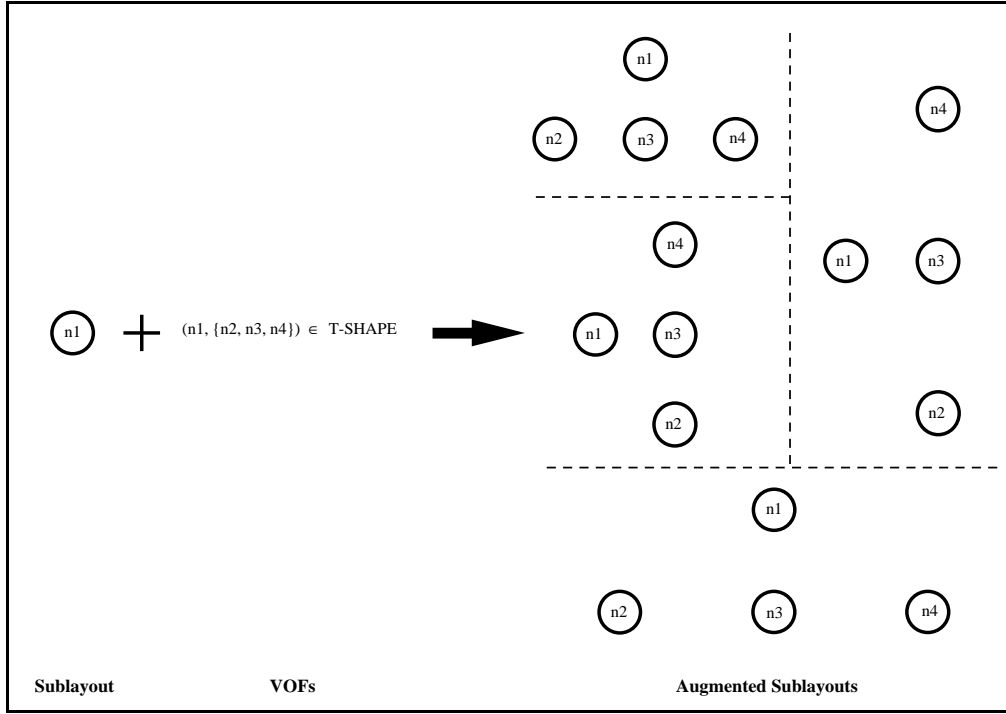 n1
n2 n3 n4
n4
n1 n3
n2
n4
n1 n3
n2
n1 (n1, {n2, n3, n4}) ∈ T-SHAPE
n1
n2 n3 n4
Sublayout VOFs Augmented Sublayouts